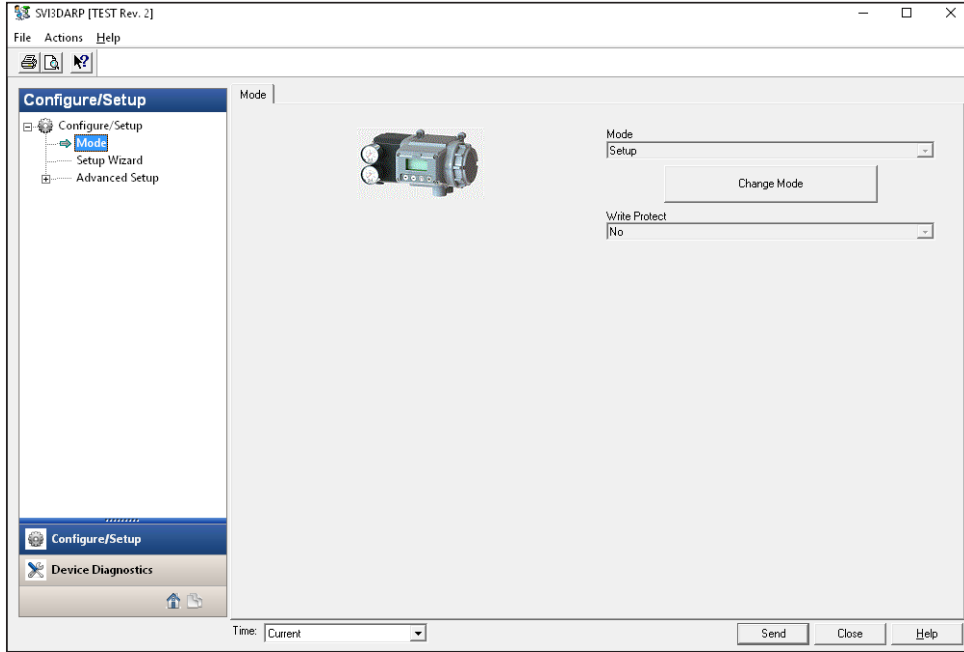 SVI3DARP [TEST Rev. 2]
File Actions Help
Configure/Setup
Configure/Setup
Mode
Setup Wizard
Advanced Setup
Configure/Setup
Device Diagnostics
Mode
Mode
Setup
Change Mode
Write Protect
No
Time: Current
Send Close Help